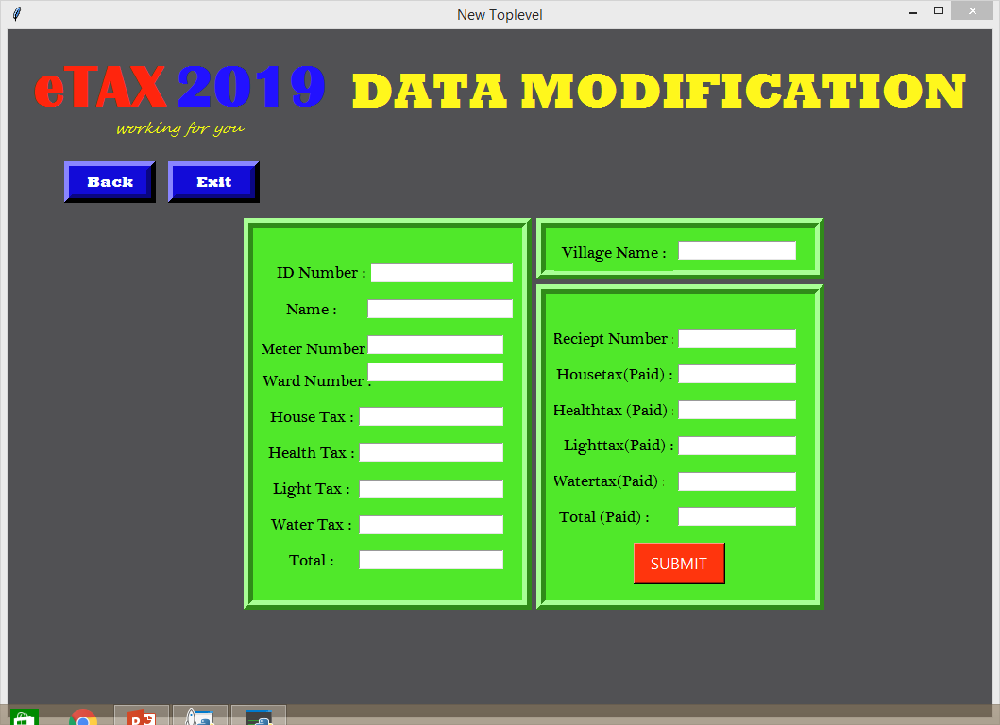 New Toplevel
eTAX 2019 DATA MODIFICATION
working for you
Back Exit
ID Number :
Name :
Meter Number
Ward Number :
House Tax :
Health Tax :
Light Tax :
Water Tax :
Total :
Village Name :
Reciept Number :
Housetax(Paid) :
Healthtax (Paid) :
Lighttax(Paid) :
Watertax(Paid) :
Total (Paid) :
SUBMIT